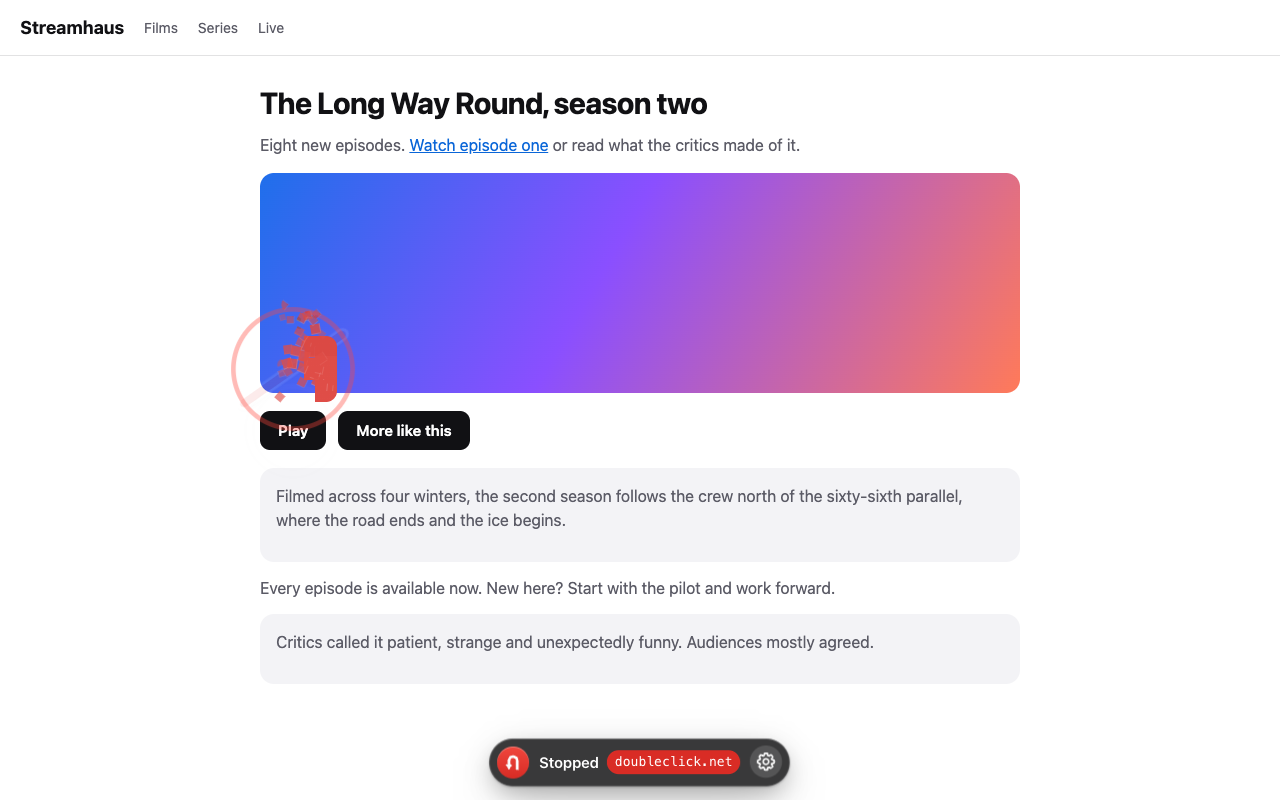 Streamhaus Films Series Live
The Long Way Round, season two
Eight new episodes. Watch episode one or read what the critics made of it.
Play More like this
Filmed across four winters, the second season follows the crew north of the sixty-sixth parallel,
where the road ends and the ice begins.
Every episode is available now. New here? Start with the pilot and work forward.
Critics called it patient, strange and unexpectedly funny. Audiences mostly agreed.
Stopped doubleclick.net